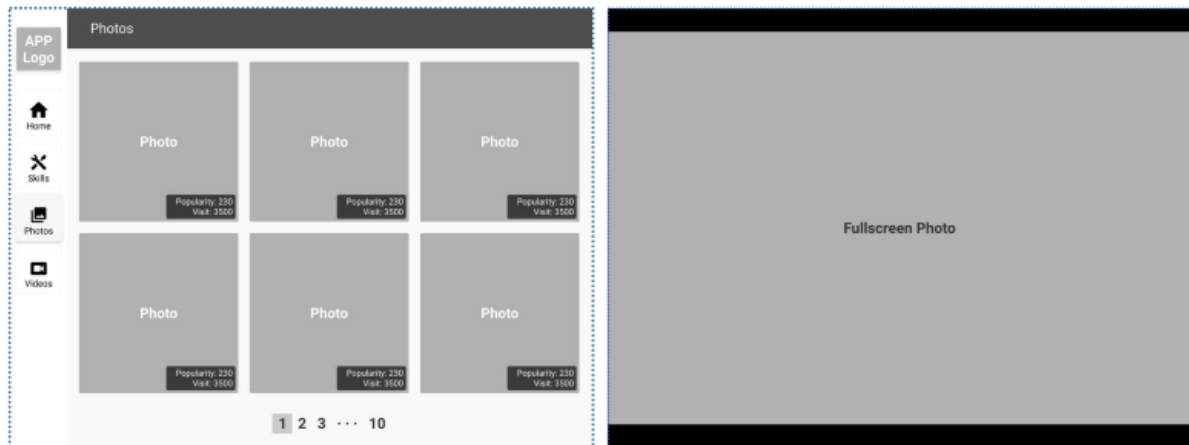 APP
Logo
Home
Skills
Photos
Videos
Photos
Photo
Popularity: 230
Visit: 3500
Photo
Popularity: 230
Visit: 3500
Photo
Popularity: 230
Visit: 3500
Photo
Popularity: 230
Visit: 3500
Photo
Popularity: 230
Visit: 3500
Photo
Popularity: 230
Visit: 3500
1 2 3 ··· 10
Fullscreen Photo